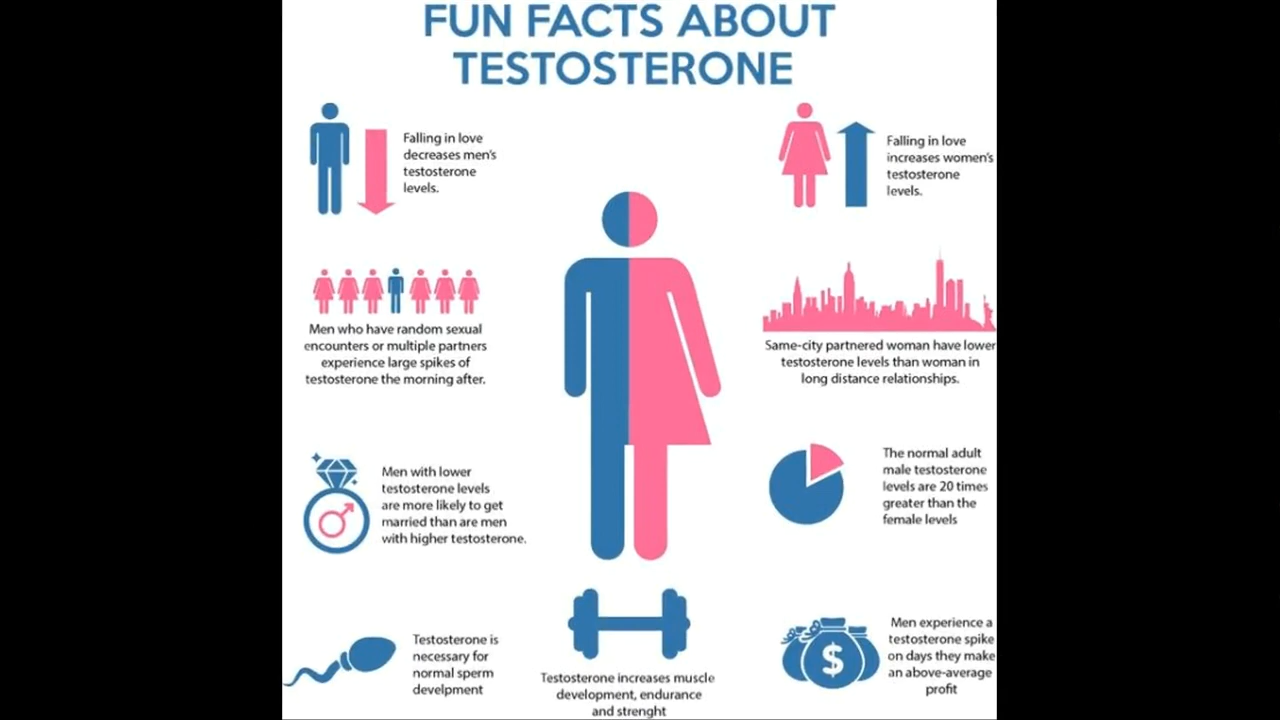 FUN FACTS ABOUT
TESTOSTERONE
Falling in love
decreases men's
testosterone
levels.
Falling in love
increases women's
testosterone
levels.
Men who have random sexual
encounters or multiple partners
experience large spikes of
testosterone the morning after.
Same-city partnered woman have lower
testosterone levels than woman in
long distance relationships.
Men with lower
testosterone levels
are more likely to get
married than are men
with higher testosterone.
The normal adult
male testosterone
levels are 20 times
greater than the
female levels
Testosterone is
necessary for
normal sperm
develpment
Testosterone increases muscle
development, endurance
and strenght
$
Men experience a
testosterone spike
on days they make
an above-average
profit